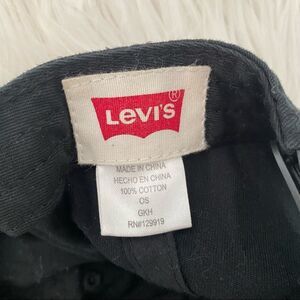 LEVI'S®
MADE IN CHINA
HECHO EN CHINA
100% COTTON
OS
GKH
RN#129919